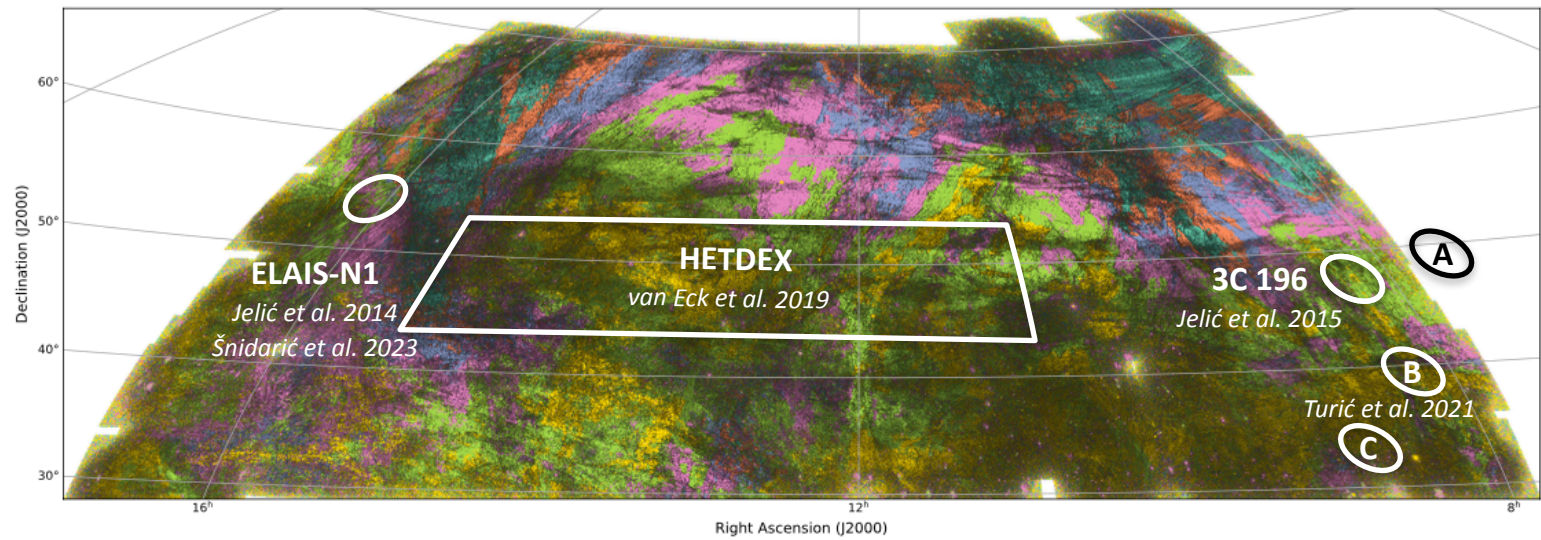 60°
50°
40°
30°
Declination (J2000)
ELAIS-N1
Jelić et al. 2014
Šnidarić et al. 2023
HETDEX
van Eck et al. 2019
3C 196
Jelić et al. 2015
A
B
Turić et al. 2021
C
16h
12h
8h
Right Ascension (J2000)